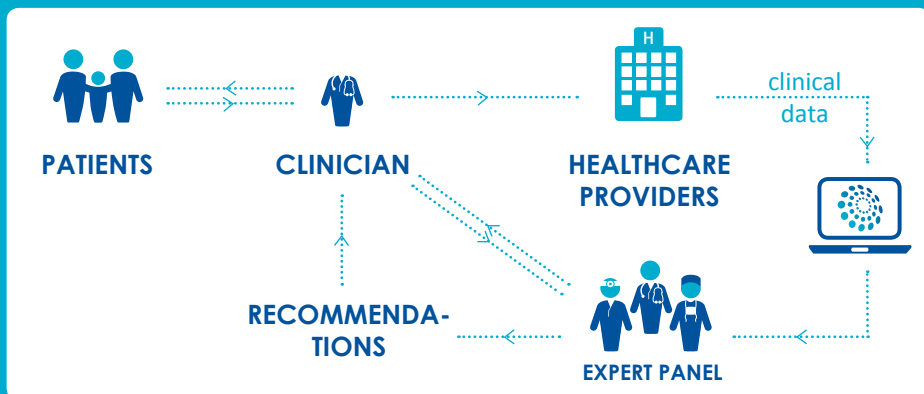 H
clinical
data
PATIENTS
CLINICIAN
HEALTHCARE
PROVIDERS
RECOMMENDA-
TIONS
EXPERT PANEL